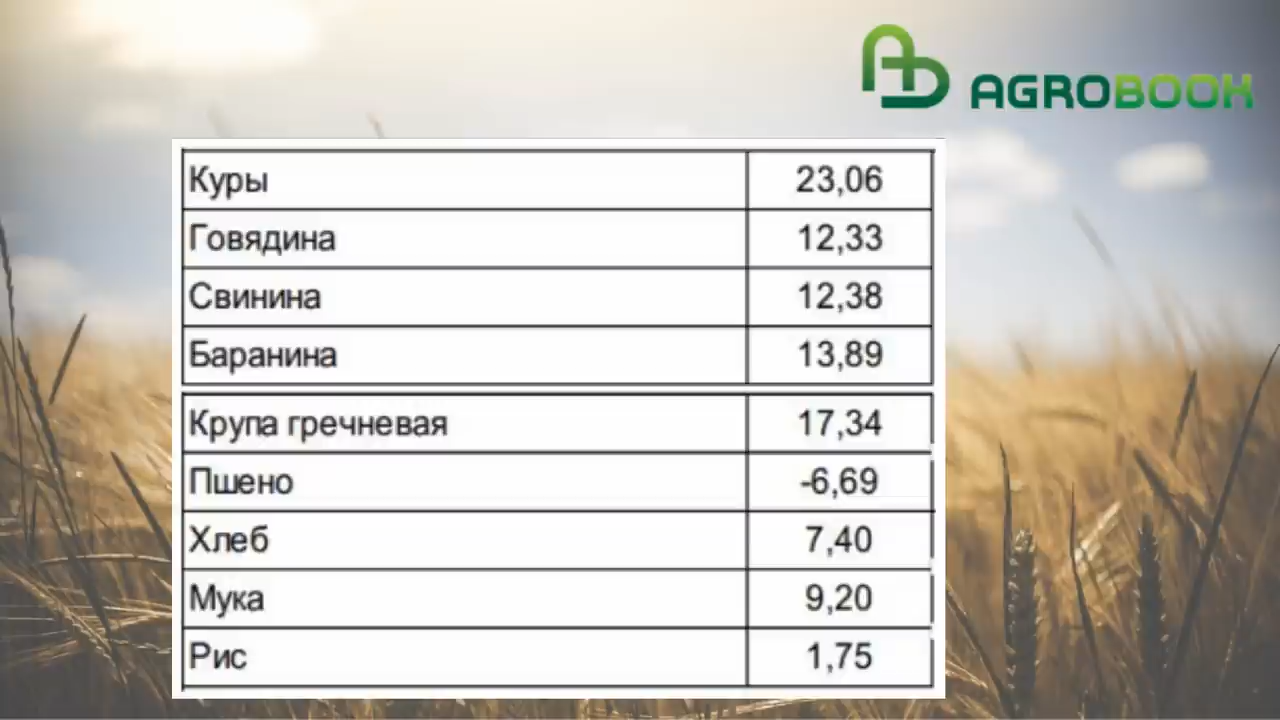 AGROBOOK
Куры 23,06
Говядина 12,33
Свинина 12,38
Баранина 13,89
Крупа гречневая 17,34
Пшено -6,69
Хлеб 7,40
Мука 9,20
Рис 1,75